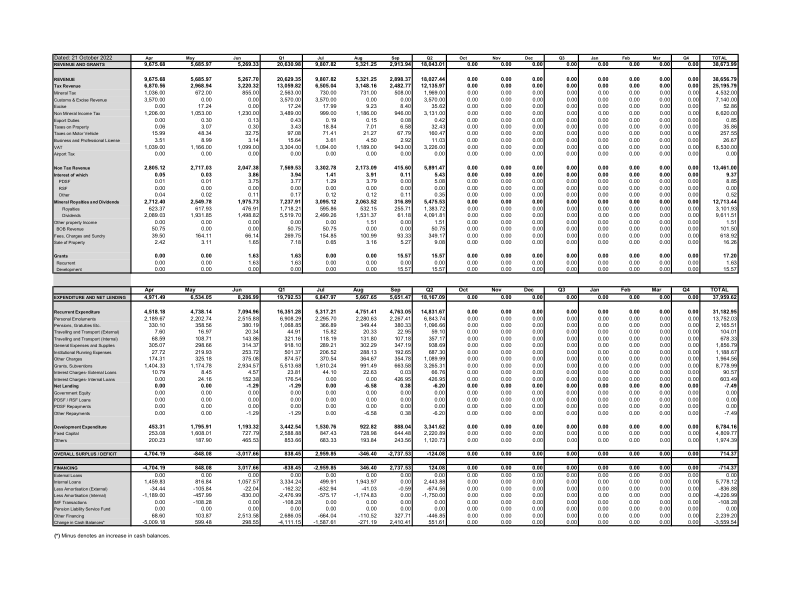 Dated: 21 October 2022 Apr May Jun Q1 Jul Aug Sep Q2 Oct Nov Dec Q3 Jan Feb Mar Q4 TOTAL
REVENUE AND GRANTS 9,675.68 5,685.97 5,269.33 20,630.98 9,807.82 5,321.25 2,913.94 18,043.01 0.00 0.00 0.00 0.00 0.00 0.00 0.00 0.00 38,673.99
REVENUE 9,675.68 5,685.97 5,267.70 20,629.35 9,807.82 5,321.25 2,898.37 18,027.44 0.00 0.00 0.00 0.00 0.00 0.00 0.00 0.00 38,656.79
Tax Revenue 6,870.56 2,968.94 3,220.32 13,059.82 6,505.04 3,148.16 2,482.77 12,135.97 0.00 0.00 0.00 0.00 0.00 0.00 0.00 0.00 25,195.79
Mineral Tax 1,036.00 672.00 855.00 2,563.00 730.00 731.00 508.00 1,969.00 0.00 0.00 0.00 0.00 0.00 0.00 0.00 0.00 4,532.00
Customs & Excise Revenue 3,570.00 0.00 0.00 3,570.00 3,570.00 0.00 0.00 3,570.00 0.00 0.00 0.00 0.00 0.00 0.00 0.00 0.00 7,140.00
Excise 0.00 0.00 17.24 17.24 17.99 9.23 8.40 35.62 0.00 0.00 0.00 0.00 0.00 0.00 0.00 0.00 52.86
Non Mineral Income Tax 1,206.00 1,053.00 1,230.00 3,489.00 999.00 1,186.00 946.00 3,131.00 0.00 0.00 0.00 0.00 0.00 0.00 0.00 0.00 6,620.00
Export Duties 0.00 0.30 0.13 0.43 0.19 0.15 0.08 0.42 0.00 0.00 0.00 0.00 0.00 0.00 0.00 0.00 0.85
Taxes on Property 0.06 3.07 0.30 3.43 18.84 7.01 6.58 32.43 0.00 0.00 0.00 0.00 0.00 0.00 0.00 0.00 35.86
Taxes on Motor Vehicle 15.99 48.34 32.75 97.08 71.41 21.27 67.79 160.47 0.00 0.00 0.00 0.00 0.00 0.00 0.00 0.00 257.55
Business and Professional License 3.51 8.99 3.14 15.64 3.61 4.50 2.92 11.03 0.00 0.00 0.00 0.00 0.00 0.00 0.00 0.00 26.67
VAT 1,039.00 1,166.00 1,099.00 3,304.00 1,094.00 1,189.00 943.00 3,226.00 0.00 0.00 0.00 0.00 0.00 0.00 0.00 0.00 6,530.00
Airport Tax 0.00 0.00 0.00 0.00 0.00 0.00 0.00 0.00 0.00 0.00 0.00 0.00 0.00 0.00 0.00 0.00 0.00
Non Tax Revenue 2,805.12 2,717.03 2,047.38 7,569.53 3,302.78 2,173.09 415.60 5,891.47 0.00 0.00 0.00 0.00 0.00 0.00 0.00 0.00 13,461.00
Interest of which 0.05 0.03 3.86 3.94 1.41 3.91 0.11 5.43 0.00 0.00 0.00 0.00 0.00 0.00 0.00 0.00 9.37
PDSF 0.01 0.01 3.75 3.77 1.29 3.79 0.00 5.08 0.00 0.00 0.00 0.00 0.00 0.00 0.00 0.00 8.85
RSF 0.00 0.00 0.00 0.00 0.00 0.00 0.00 0.00 0.00 0.00 0.00 0.00 0.00 0.00 0.00 0.00 0.00
Other 0.04 0.02 0.11 0.17 0.12 0.12 0.11 0.35 0.00 0.00 0.00 0.00 0.00 0.00 0.00 0.00 0.52
Mineral Royalties and Dividends 2,712.40 2,549.78 1,975.73 7,237.91 3,095.12 2,063.52 316.89 5,475.53 0.00 0.00 0.00 0.00 0.00 0.00 0.00 0.00 12,713.44
Royalties 623.37 617.93 476.91 1,718.21 595.86 532.15 255.71 1,383.72 0.00 0.00 0.00 0.00 0.00 0.00 0.00 0.00 3,101.93
Dividends 2,089.03 1,931.85 1,498.82 5,519.70 2,499.26 1,531.37 61.18 4,091.81 0.00 0.00 0.00 0.00 0.00 0.00 0.00 0.00 9,611.51
Other property Income 0.00 0.00 0.00 0.00 0.00 1.51 0.00 1.51 0.00 0.00 0.00 0.00 0.00 0.00 0.00 0.00 1.51
BOB Revenue 50.75 0.00 0.00 50.75 50.75 0.00 0.00 50.75 0.00 0.00 0.00 0.00 0.00 0.00 0.00 0.00 101.50
Fees, Charges and Sundry 39.50 164.11 66.14 269.75 154.85 100.99 93.33 349.17 0.00 0.00 0.00 0.00 0.00 0.00 0.00 0.00 618.92
Sale of Property 2.42 3.11 1.65 7.18 0.65 3.16 5.27 9.08 0.00 0.00 0.00 0.00 0.00 0.00 0.00 0.00 16.26
Grants 0.00 0.00 1.63 1.63 0.00 0.00 15.57 15.57 0.00 0.00 0.00 0.00 0.00 0.00 0.00 0.00 17.20
Recurrent 0.00 0.00 1.63 1.63 0.00 0.00 0.00 0.00 0.00 0.00 0.00 0.00 0.00 0.00 0.00 0.00 1.63
Development 0.00 0.00 0.00 0.00 0.00 0.00 15.57 15.57 0.00 0.00 0.00 0.00 0.00 0.00 0.00 0.00 15.57
Apr May Jun Q1 Jul Aug Sep Q2 Oct Nov Dec Q3 Jan Feb Mar Q4 TOTAL
EXPENDITURE AND NET LENDING 4,971.49 6,534.05 8,286.99 19,792.53 6,847.97 5,667.65 5,651.47 18,167.09 0.00 0.00 0.00 0.00 0.00 0.00 0.00 0.00 37,959.62
Recurrent Expenditure 4,518.18 4,738.14 7,094.96 16,351.28 5,317.21 4,751.41 4,763.05 14,831.67 0.00 0.00 0.00 0.00 0.00 0.00 0.00 0.00 31,182.95
Personal Emoluments 2,189.67 2,202.74 2,515.88 6,908.29 2,295.70 2,280.63 2,267.41 6,843.74 0.00 0.00 0.00 0.00 0.00 0.00 0.00 0.00 13,752.03
Pensions, Gratuities Etc. 330.10 358.56 380.19 1,068.85 366.89 349.44 380.33 1,096.66 0.00 0.00 0.00 0.00 0.00 0.00 0.00 0.00 2,165.51
Traveling and Transport (External) 7.60 16.97 20.34 44.91 15.82 20.33 22.95 59.10 0.00 0.00 0.00 0.00 0.00 0.00 0.00 0.00 104.01
Traveling and Transport (Internal) 68.59 108.71 143.86 321.16 118.19 131.80 107.18 357.17 0.00 0.00 0.00 0.00 0.00 0.00 0.00 0.00 678.33
General Expenses and Supplies 305.07 298.66 314.37 918.10 289.21 302.29 347.19 938.69 0.00 0.00 0.00 0.00 0.00 0.00 0.00 0.00 1,856.79
Institutional Running Expenses 27.72 219.93 253.72 501.37 206.52 288.13 192.65 687.30 0.00 0.00 0.00 0.00 0.00 0.00 0.00 0.00 1,188.67
Other Charges 174.31 325.18 375.08 874.57 370.54 364.67 354.78 1,089.99 0.00 0.00 0.00 0.00 0.00 0.00 0.00 0.00 1,964.56
Grants, Subventions 1,404.33 1,174.78 2,934.57 5,513.68 1,610.24 991.49 663.58 3,265.31 0.00 0.00 0.00 0.00 0.00 0.00 0.00 0.00 8,778.99
Interest Charges- External Loans 10.79 8.45 4.57 23.81 44.10 22.63 0.03 66.76 0.00 0.00 0.00 0.00 0.00 0.00 0.00 0.00 90.57
Interest Charges- Internal Loans 0.00 24.16 152.38 176.54 0.00 0.00 426.95 426.95 0.00 0.00 0.00 0.00 0.00 0.00 0.00 0.00 603.49
Net Lending 0.00 0.00 -1.29 -1.29 0.00 -6.58 0.38 -6.20 0.00 0.00 0.00 0.00 0.00 0.00 0.00 0.00 -7.49
Government Equity 0.00 0.00 0.00 0.00 0.00 0.00 0.00 0.00 0.00 0.00 0.00 0.00 0.00 0.00 0.00 0.00 0.00
PDSF / RSF Loans 0.00 0.00 0.00 0.00 0.00 0.00 0.00 0.00 0.00 0.00 0.00 0.00 0.00 0.00 0.00 0.00 0.00
PDSF Repayments 0.00 0.00 0.00 0.00 0.00 0.00 0.00 0.00 0.00 0.00 0.00 0.00 0.00 0.00 0.00 0.00 0.00
Other Repayments 0.00 0.00 -1.29 -1.29 0.00 -6.58 0.38 -6.20 0.00 0.00 0.00 0.00 0.00 0.00 0.00 0.00 -7.49
Development Expenditure 453.31 1,795.91 1,193.32 3,442.54 1,530.76 922.82 888.04 3,341.62 0.00 0.00 0.00 0.00 0.00 0.00 0.00 0.00 6,784.16
Fixed Capital 253.08 1,608.01 727.79 2,588.88 847.43 728.98 644.48 2,220.89 0.00 0.00 0.00 0.00 0.00 0.00 0.00 0.00 4,809.77
Others 200.23 187.90 465.53 853.66 683.33 193.84 243.56 1,120.73 0.00 0.00 0.00 0.00 0.00 0.00 0.00 0.00 1,974.39
OVERALL SURPLUS / DEFICIT 4,704.19 -848.08 -3,017.66 838.45 2,959.85 -346.40 -2,737.53 -124.08 0.00 0.00 0.00 0.00 0.00 0.00 0.00 0.00 714.37
FINANCING -4,704.19 848.08 3,017.66 -838.45 -2,959.85 346.40 2,737.53 124.08 0.00 0.00 0.00 0.00 0.00 0.00 0.00 0.00 -714.37
External Loans 0.00 0.00 0.00 0.00 0.00 0.00 0.00 0.00 0.00 0.00 0.00 0.00 0.00 0.00 0.00 0.00 0.00
Internal Loans 1,459.83 816.84 1,057.57 3,334.24 499.91 1,943.97 0.00 2,443.88 0.00 0.00 0.00 0.00 0.00 0.00 0.00 0.00 5,778.12
Less Amortisation (External) -34.44 -105.84 -22.04 -162.32 -632.94 -41.03 -0.59 -674.56 0.00 0.00 0.00 0.00 0.00 0.00 0.00 0.00 -836.88
Less Amortisation (Internal) -1,189.00 -457.99 -830.00 -2,476.99 -575.17 -1,174.83 0.00 -1,750.00 0.00 0.00 0.00 0.00 0.00 0.00 0.00 0.00 -4,226.99
IMF Transactions 0.00 -108.28 0.00 -108.28 0.00 0.00 0.00 0.00 0.00 0.00 0.00 0.00 0.00 0.00 0.00 0.00 -108.28
Pension Liability Service Fund 0.00 0.00 0.00 0.00 0.00 0.00 0.00 0.00 0.00 0.00 0.00 0.00 0.00 0.00 0.00 0.00 0.00
Other Financing 68.60 103.87 2,513.58 2,686.05 -664.04 -110.52 327.71 -446.85 0.00 0.00 0.00 0.00 0.00 0.00 0.00 0.00 2,239.20
Change in Cash Balances* -5,009.18 599.48 298.55 -4,111.15 -1,587.61 -271.19 2,410.41 551.61 0.00 0.00 0.00 0.00 0.00 0.00 0.00 0.00 -3,559.54
(*) Minus denotes an increase in cash balances.